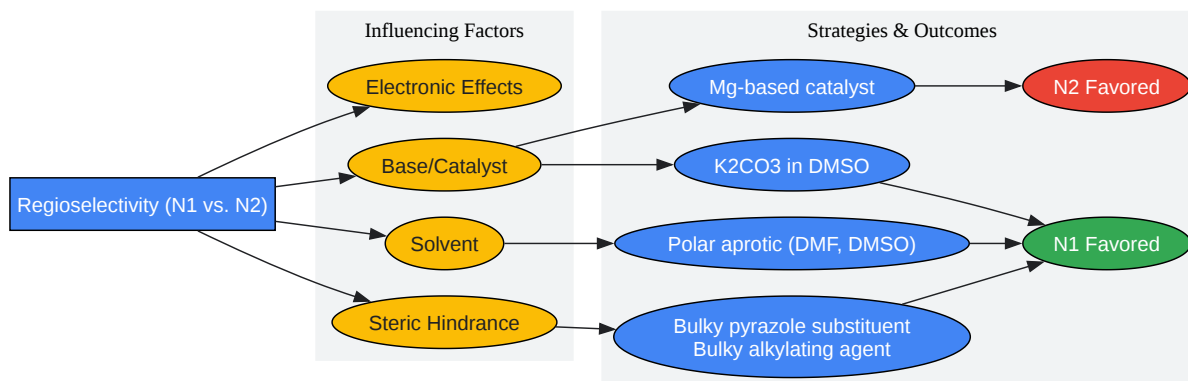 Influencing Factors
Strategies & Outcomes
Electronic Effects
Mg-based catalyst
N2 Favored
Base/Catalyst
K2CO3 in DMSO
Regioselectivity (N1 vs. N2)
Solvent
Polar aprotic (DMF, DMSO)
N1 Favored
Steric Hindrance
Bulky pyrazole substituent
Bulky alkylating agent